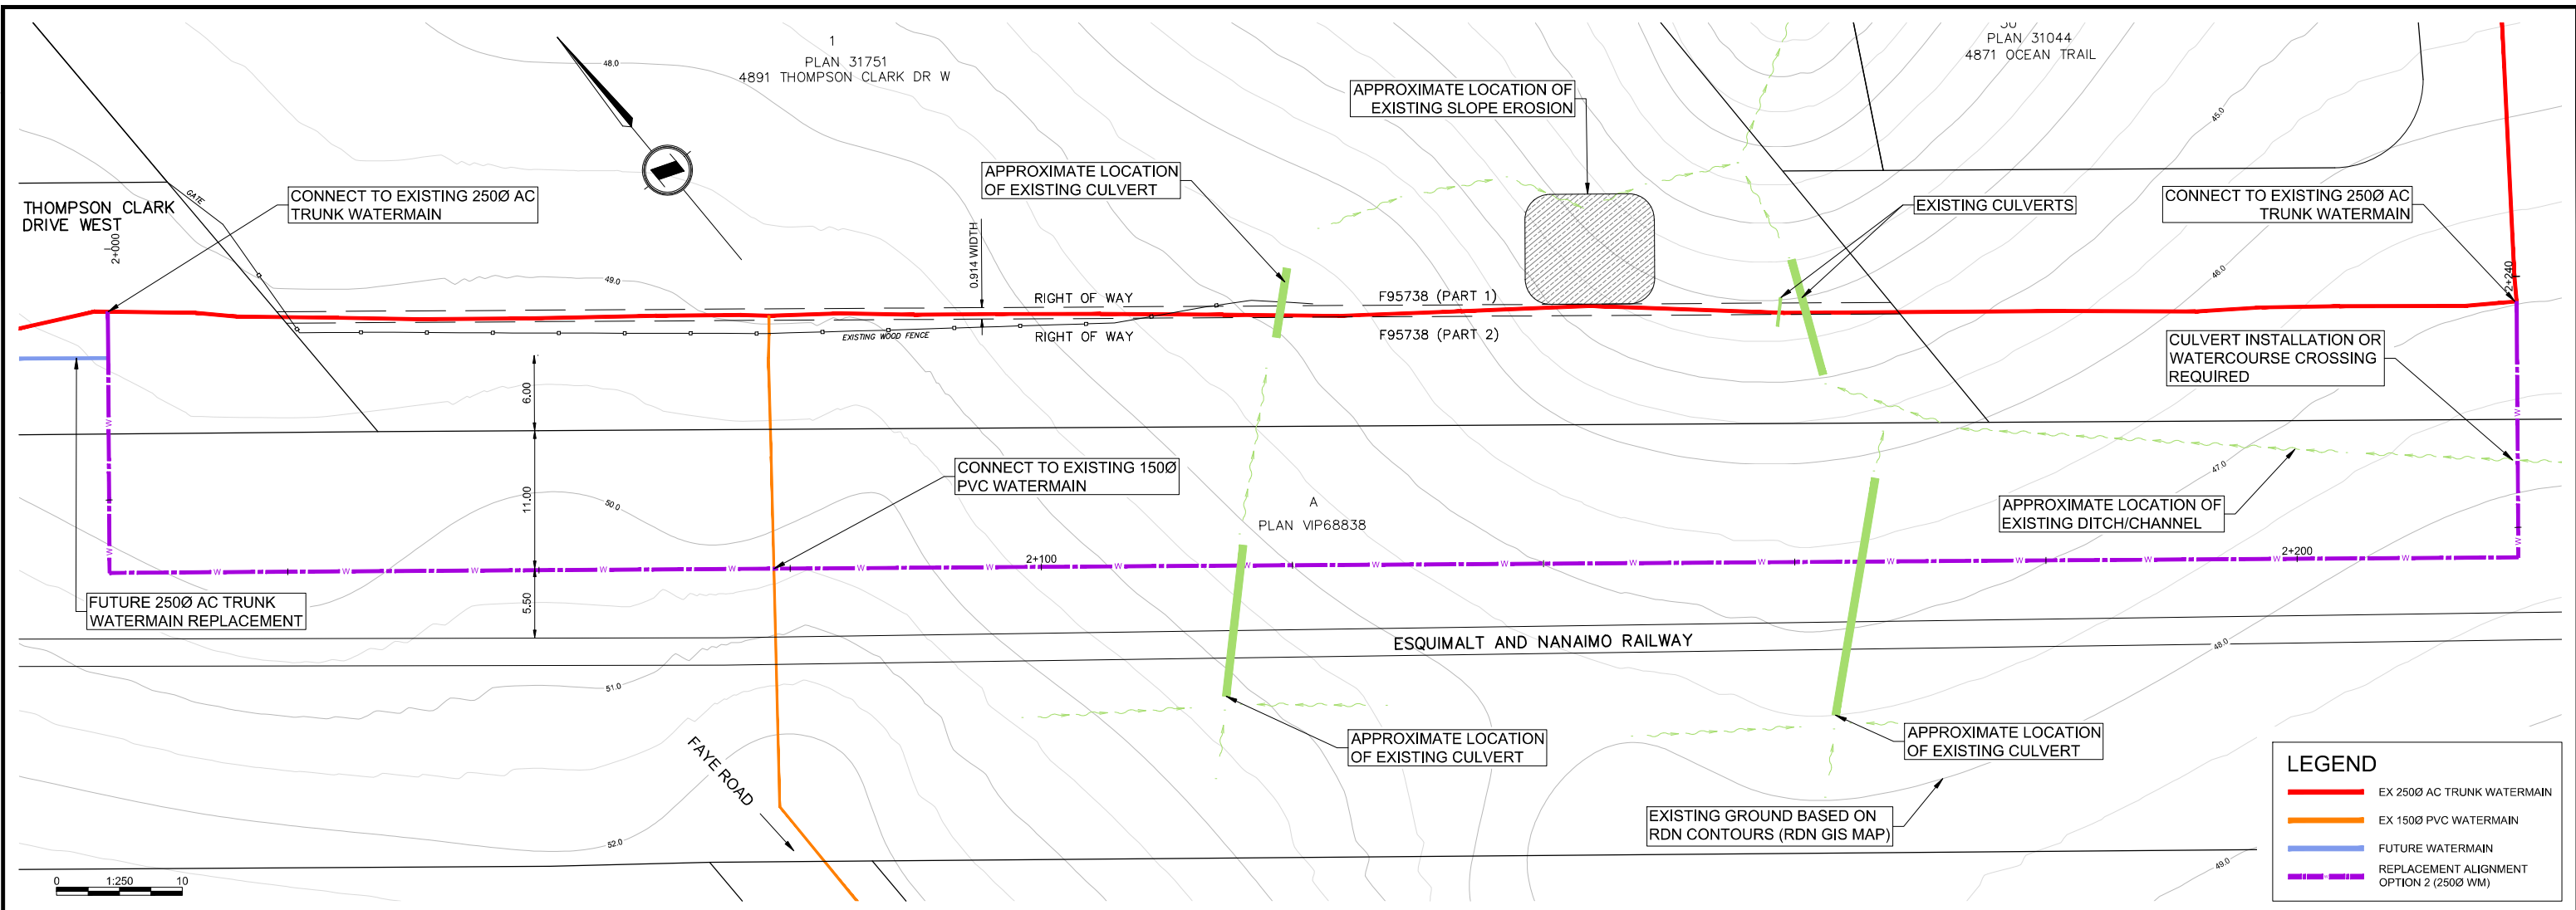 1
PLAN 31751
4891 THOMPSON CLARK DR W
PLAN 31044
4871 OCEAN TRAIL
48.0
45.0
APPROXIMATE LOCATION OF
EXISTING SLOPE EROSION
APPROXIMATE LOCATION
OF EXISTING CULVERT
GATE
CONNECT TO EXISTING 250Ø AC
TRUNK WATERMAIN
THOMPSON CLARK
DRIVE WEST
2+000
EXISTING CULVERTS
CONNECT TO EXISTING 250Ø AC
TRUNK WATERMAIN
0.914 WIDTH
49.0
46.0
2+240
RIGHT OF WAY
F95738 (PART 1)
EXISTING WOOD FENCE
RIGHT OF WAY
F95738 (PART 2)
CULVERT INSTALLATION OR
WATERCOURSE CROSSING
REQUIRED
6.00
W
W
CONNECT TO EXISTING 150Ø
PVC WATERMAIN
47.0
11.00
50.0
A
PLAN VIP68838
APPROXIMATE LOCATION OF
EXISTING DITCH/CHANNEL
W
W
2+100
2+200
W W W W W W W W W W W W W W W W W W
FUTURE 250Ø AC TRUNK
WATERMAIN REPLACEMENT
5.50
ESQUIMALT AND NANAIMO RAILWAY
48.0
51.0
FAYE ROAD
APPROXIMATE LOCATION
OF EXISTING CULVERT
APPROXIMATE LOCATION
OF EXISTING CULVERT
EXISTING GROUND BASED ON
RDN CONTOURS (RDN GIS MAP)
52.0
49.0
0 1:250 10
LEGEND
EX 250Ø AC TRUNK WATERMAIN
EX 150Ø PVC WATERMAIN
FUTURE WATERMAIN
REPLACEMENT ALIGNMENT
OPTION 2 (250Ø WM)